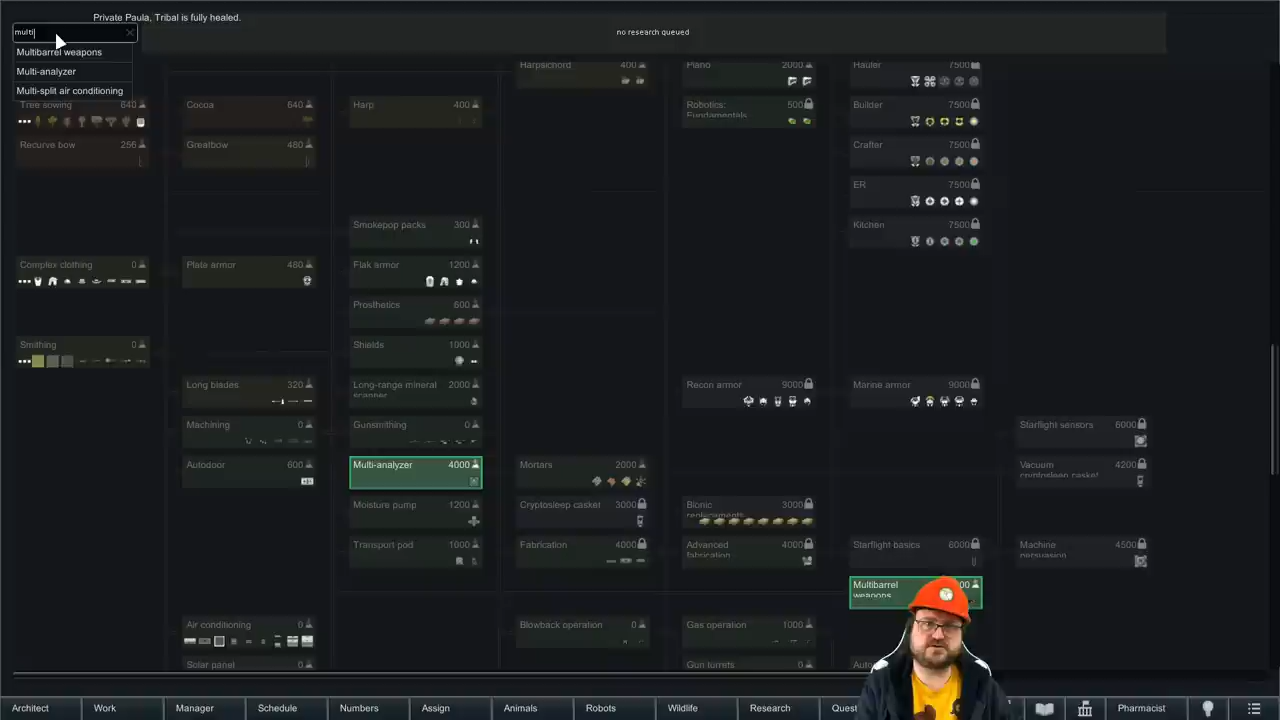 Private Paula, Tribal is fully healed.
multi
no research queued
Multibarrel weapons
Multi-analyzer
Multi-split air conditioning
Harpsichord 400
Piano 2000
Hauler 7500
Tree sowing 640
Cocoa 640
Harp 400
Robotics: Fundamentals 500
Builder 7500
Recurve bow 256
Greatbow 480
Crafter 7500
ER 7500
Smokepop packs 300
Kitchen 7500
Complex clothing 0
Plate armor 480
Flak armor 1200
Prosthetics 600
Smithing 0
Shields 1000
Long blades 320
Long-range mineral scanner 2000
Recon armor 9000
Marine armor 9000
Machining 0
Gunsmithing 0
Starflight sensors 6000
Autodoor 600
Multi-analyzer 4000
Mortars 2000
Vacuum cryptosleep casket 4200
Moisture pump 1200
Cryptosleep casket 3000
Bionic replacements 3000
Transport pod 1000
Fabrication 4000
Advanced fabrication 4000
Starflight basics 6000
Machine persuasion 4500
Multibarrel weapons
Air conditioning 0
Blowback operation 0
Gas operation 1000
Solar panel 0
Gun turrets
Architect Work Manager Schedule Numbers Assign Animals Robots Wildlife Research Quest Pharmacist